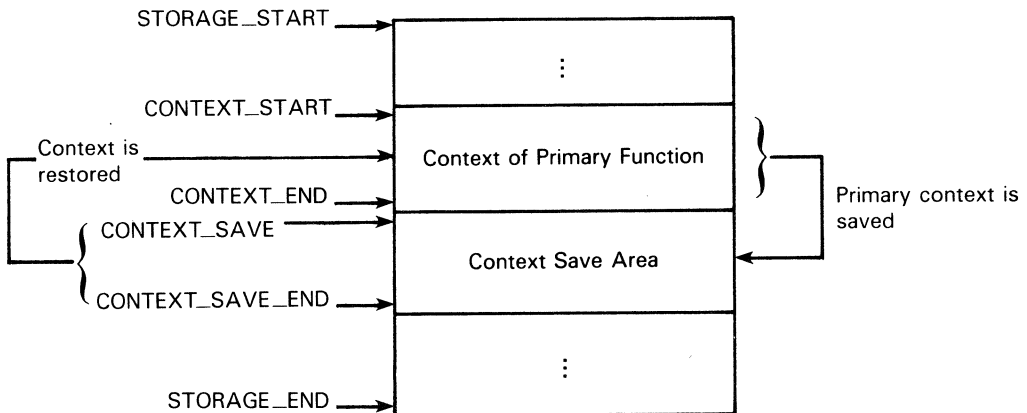 STORAGE_START
⋮
CONTEXT_START
Context is
restored
Context of Primary Function
CONTEXT_END
Primary context is
saved
CONTEXT_SAVE
Context Save Area
CONTEXT_SAVE_END
⋮
STORAGE_END